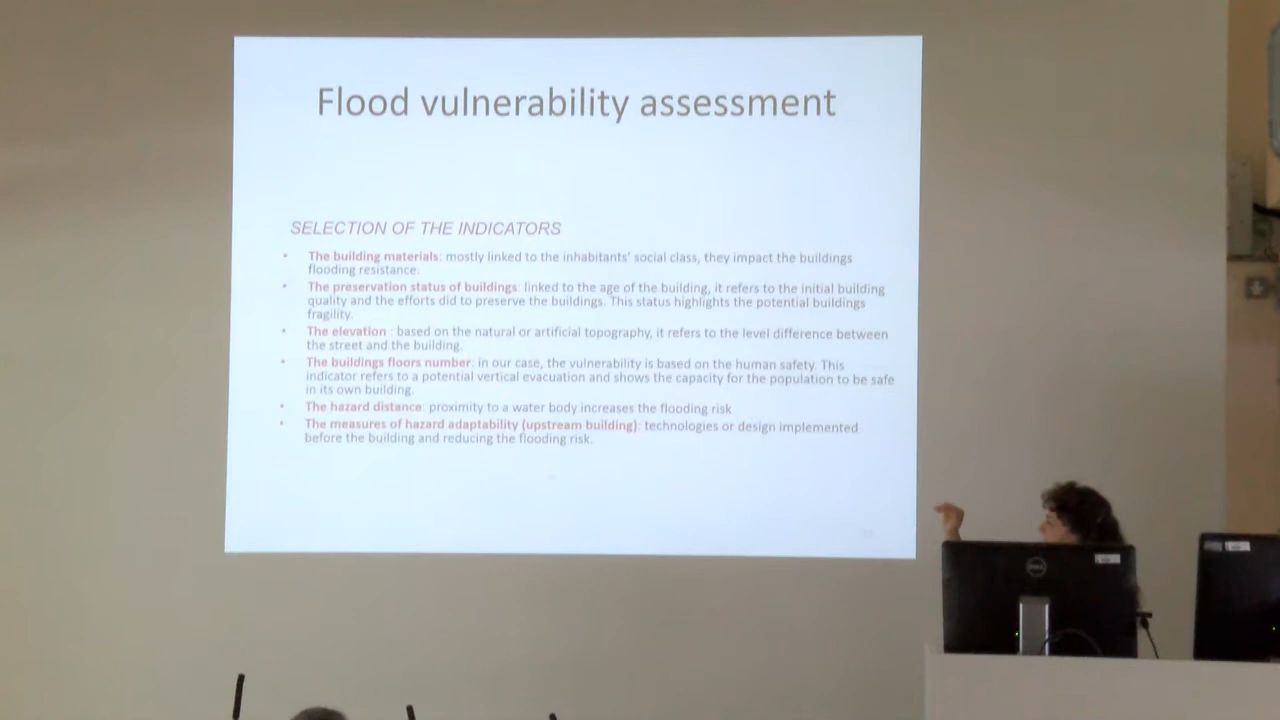 Flood vulnerability assessment
SELECTION OF THE INDICATORS
• The building materials: mostly linked to the inhabitants' social class, they impact the buildings
flooding resistance.
• The preservation status of buildings: linked to the age of the building, it refers to the initial building
quality and the efforts did to preserve the buildings. This status highlights the potential buildings
fragility.
• The elevation : based on the natural or artificial topography, it refers to the level difference between
the street and the building.
• The buildings floors number: in our case, the vulnerability is based on the human safety. This
indicator refers to a potential vertical evacuation and shows the capacity for the population to be safe
in its own building.
• The hazard distance: proximity to a water body increases the flooding risk
• The measures of hazard adaptability (upstream building): technologies or design implemented
before the building and reducing the flooding risk.
DELL